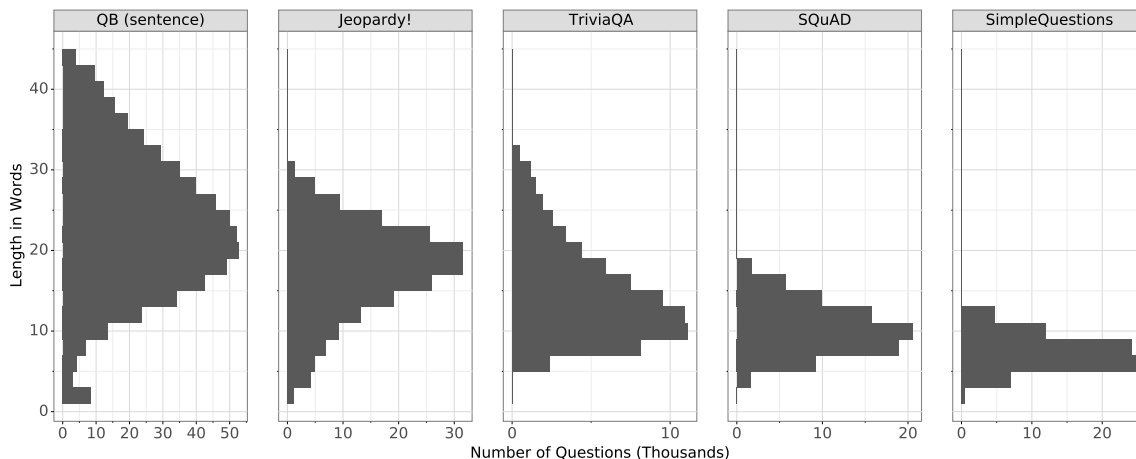 QB (sentence) Jeopardy! TriviaQA SQuAD SimpleQuestions
Length in Words
40
30
20
10
0
0 10 20 30 40 50 0 10 20 30 0 10 0 10 20 0 10 20
Number of Questions (Thousands)